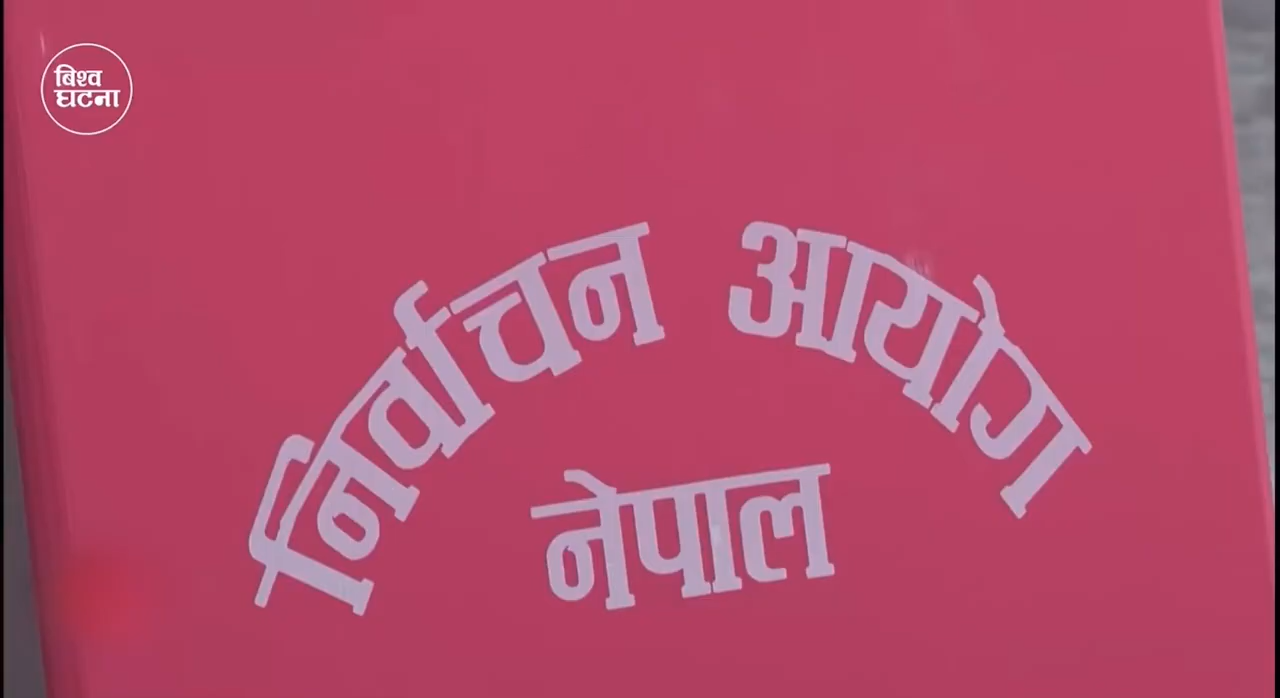 बिश्व
घटना
निर्वाचन आयोग
नेपाल